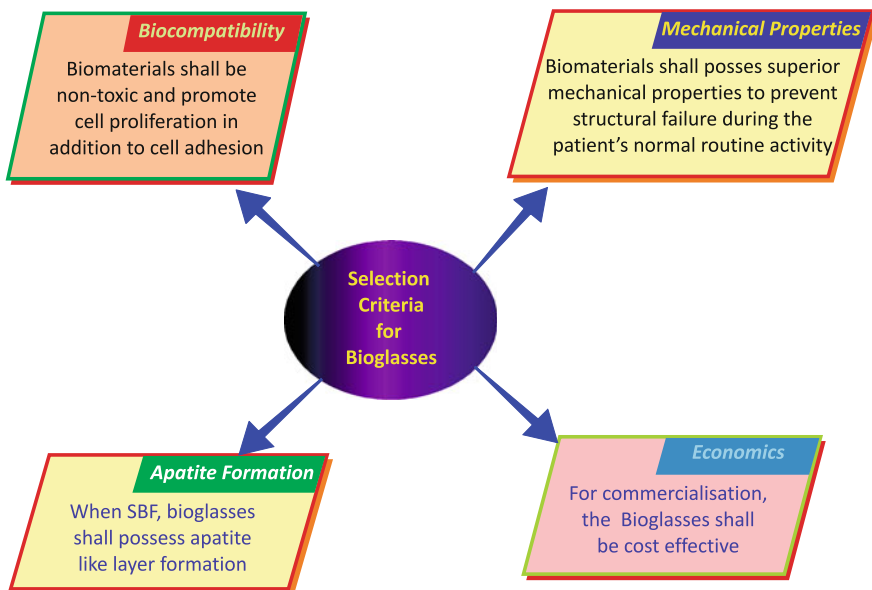 Biocompatibility
Biomaterials shall be
non-toxic and promote
cell proliferation in
addition to cell adhesion
Mechanical Properties
Biomaterials shall posses superior
mechanical properties to prevent
structural failure during the
patient’s normal routine activity
Selection
Criteria
for
Bioglasses
Apatite Formation
When SBF, bioglasses
shall possess apatite
like layer formation
Economics
For commercialisation,
the Bioglasses shall
be cost effective